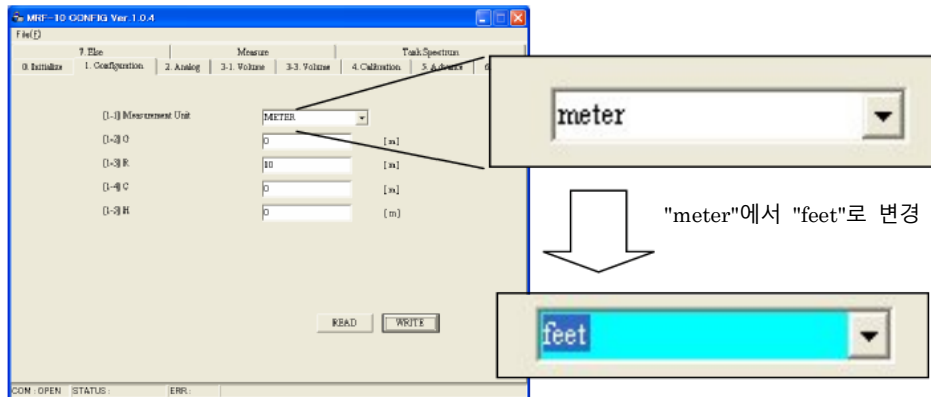 MRF-10 CONFIG Ver.1.0.4
File(F)
7. Else Measure Tank Spectrum
0. Initialize 1. Configuration 2. Analog 3-1. Volume 3-3. Volume 4. Calibration 5. Advance 6
[1-1] Measurement Unit METER
[1-2] O 0 [m]
[1-3] R 10 [m]
[1-4] C 0 [m]
[1-2] H 0 [m]
READ WRITE
COM : OPEN STATUS : ERR :
meter
"meter"에서 "feet"로 변경
feet